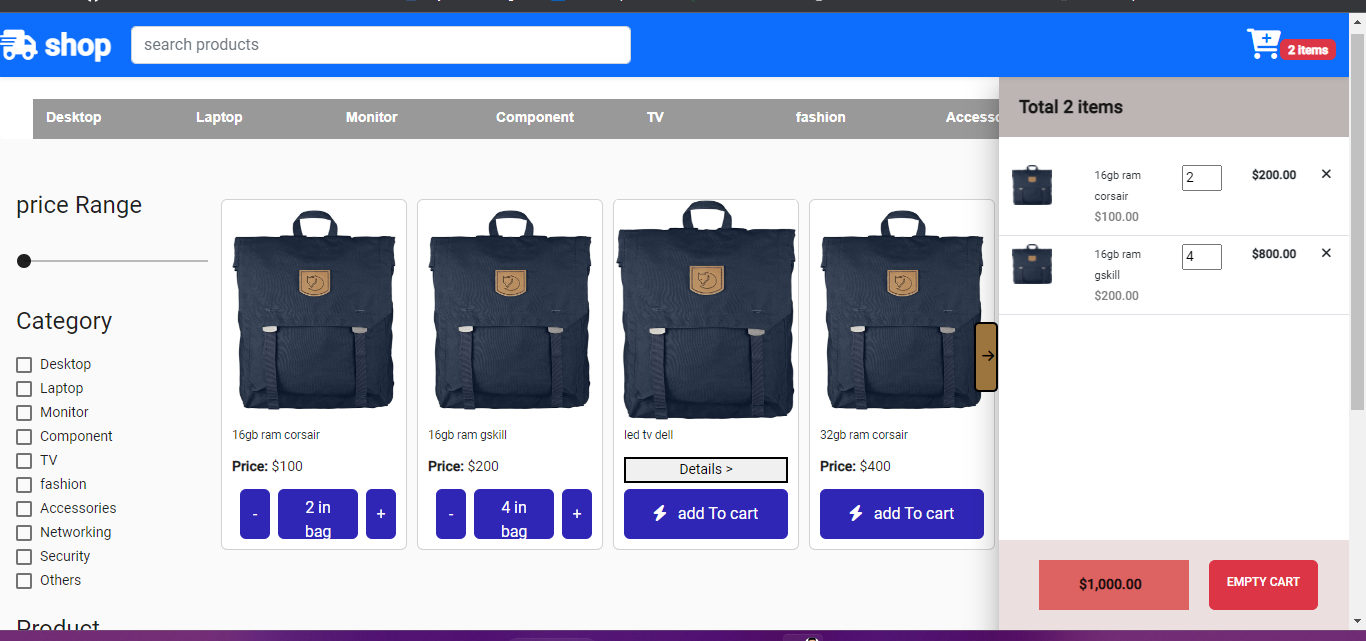 shop
search products
2 items
Desktop Laptop Monitor Component TV fashion Accesso
Total 2 items
16gb ram
corsair
$100.00
2
$200.00
×
16gb ram
gskill
$200.00
4
$800.00
×
$1,000.00
EMPTY CART
price Range
Category
Desktop
Laptop
Monitor
Component
TV
fashion
Accessories
Networking
Security
Others
Product
16gb ram corsair
Price: $100
- 2 in bag +
16gb ram gskill
Price: $200
- 4 in bag +
led tv dell
Details >
add To cart
32gb ram corsair
Price: $400
add To cart